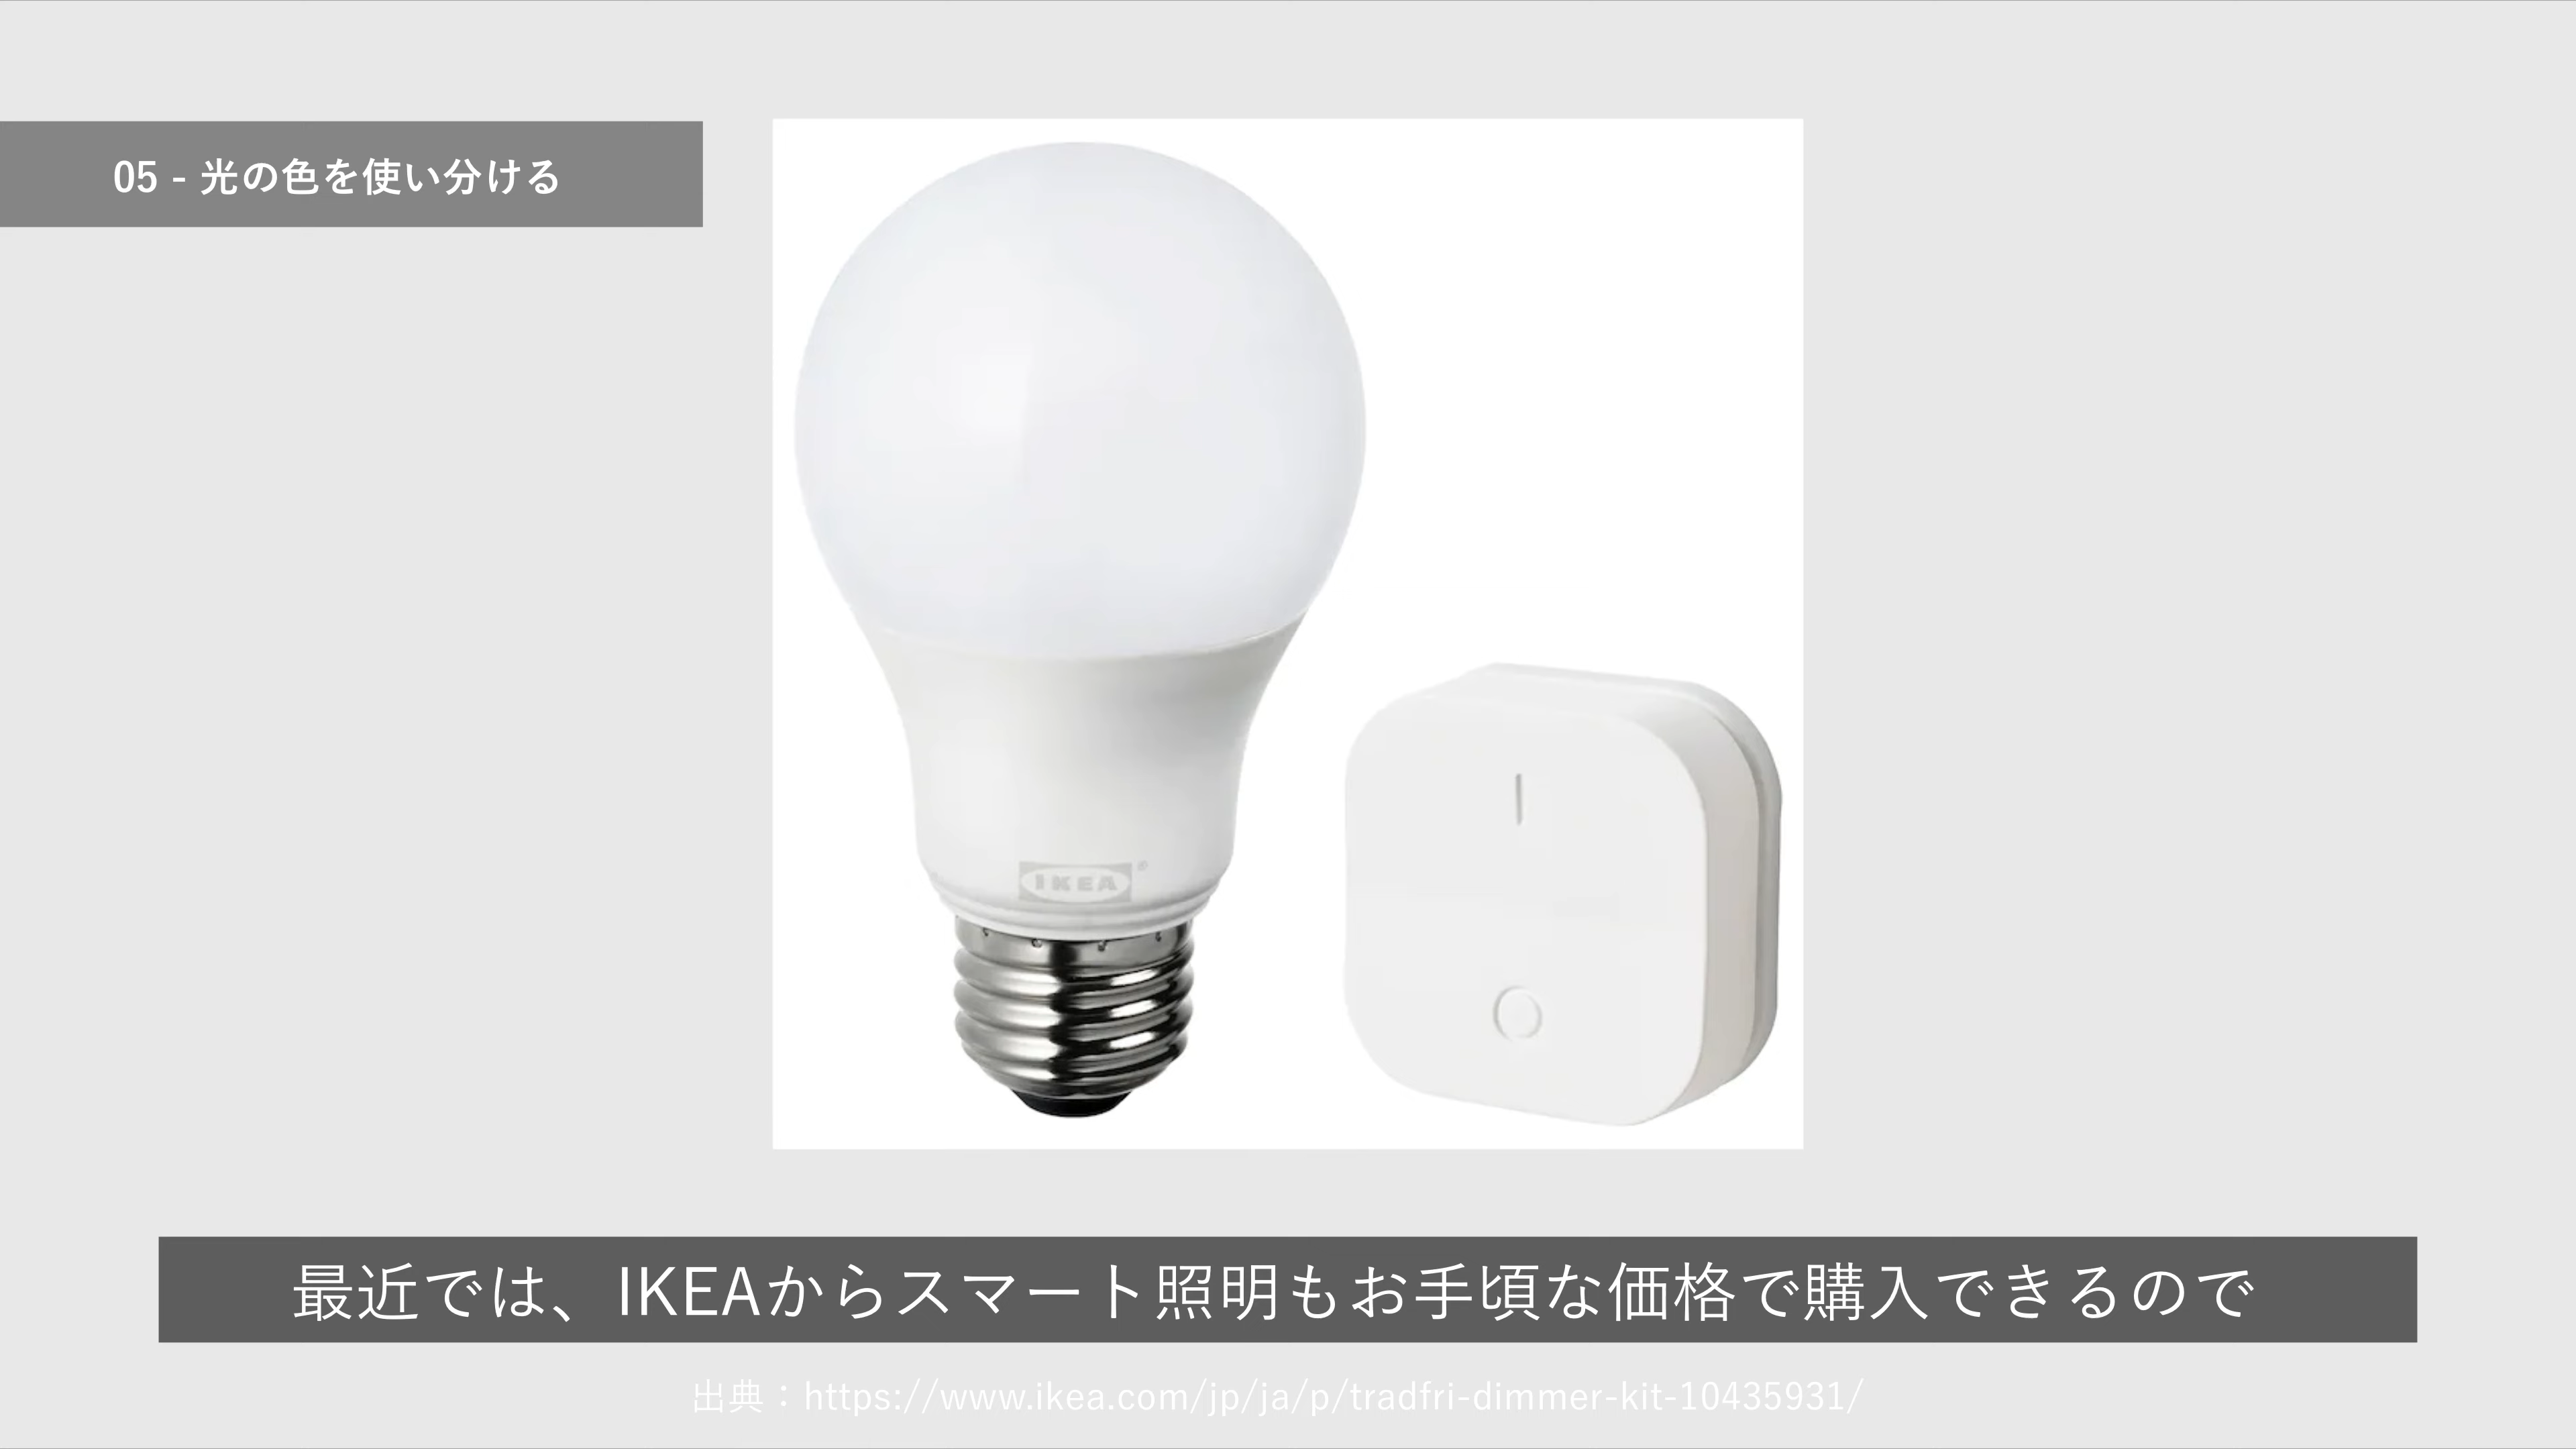 05 - 光の色を使い分ける
IKEA
最近では、IKEAからスマート照明もお手頃な価格で購入できるので
出典：https://www.ikea.com/jp/ja/p/tradfri-dimmer-kit-10435931/